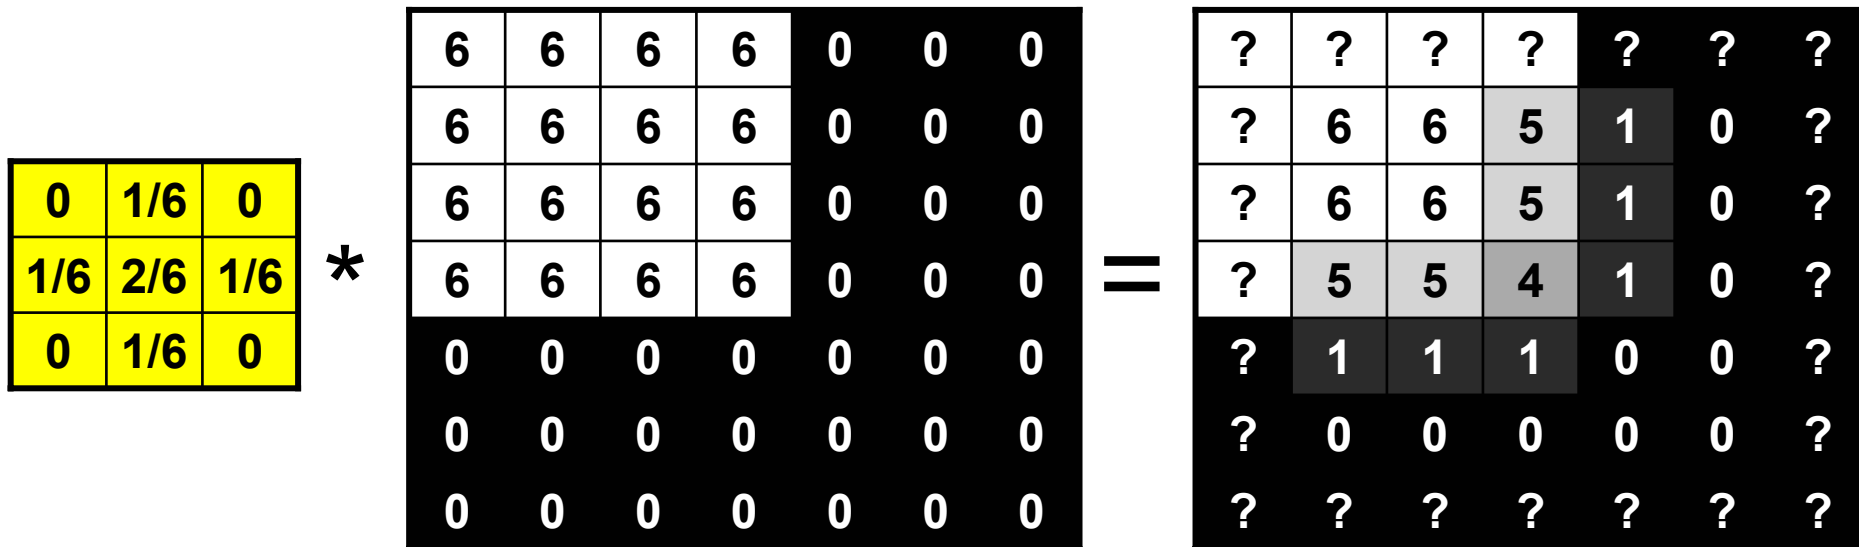 6 6 6 6 0 0 0 ? ? ? ? ? ? ?
6 6 6 6 0 0 0 ? 6 6 5 1 0 ?
0 1/6 0 6 6 6 6 0 0 0 ? 6 6 5 1 0 ?
1/6 2/6 1/6 * 6 6 6 6 0 0 0 = ? 5 5 4 1 0 ?
0 1/6 0 0 0 0 0 0 0 0 ? 1 1 1 0 0 ?
0 0 0 0 0 0 0 ? 0 0 0 0 0 ?
0 0 0 0 0 0 0 ? ? ? ? ? ? ?